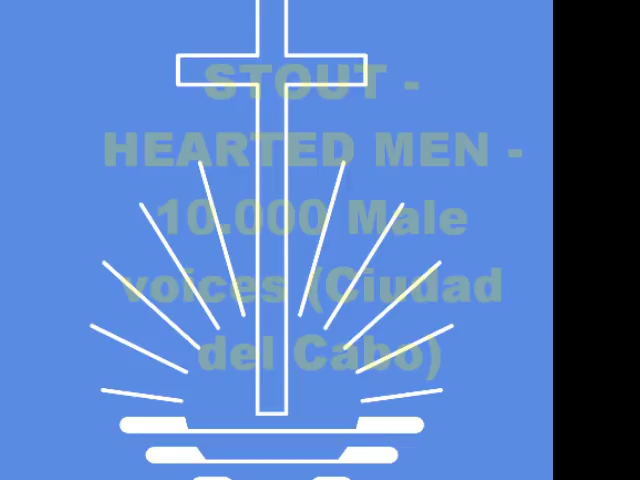 STOUT -
HEARTED MEN -
10.000 Male
voices (Ciudad
del Cabo)